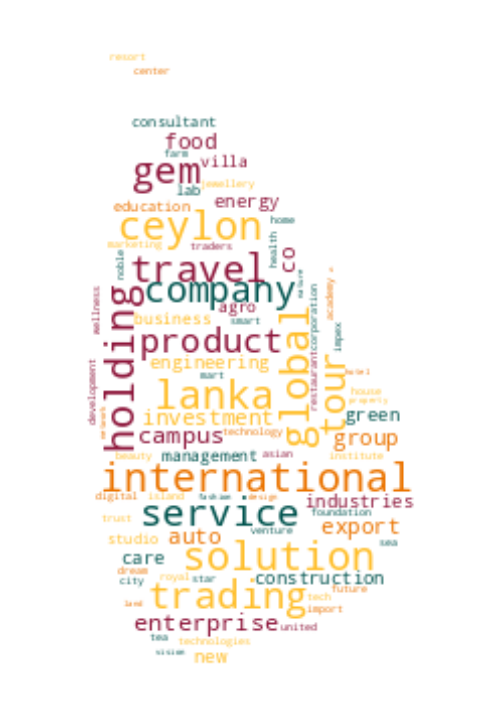 resort
center
consultant
food
farm
villa
gem
lab
jewellery
education
energy
ceylon
home
marketing
traders
health
co
noble
travel
company
nature
academy
wellness
holding
agro
business
smart
global
corporation
restaurant
impex
product
engineering
tour
hotel
development
mart
lanka
house
property
investment
green
network
campus
technology
group
beauty
management
asian
institute
international
digital
island
fashion
design
industries
service
foundation
trust
venture
export
studio
auto
sea
care
solution
dream
city
royal
star
construction
trading
future
tech
land
import
enterprise
united
tea
technologies
vision
new